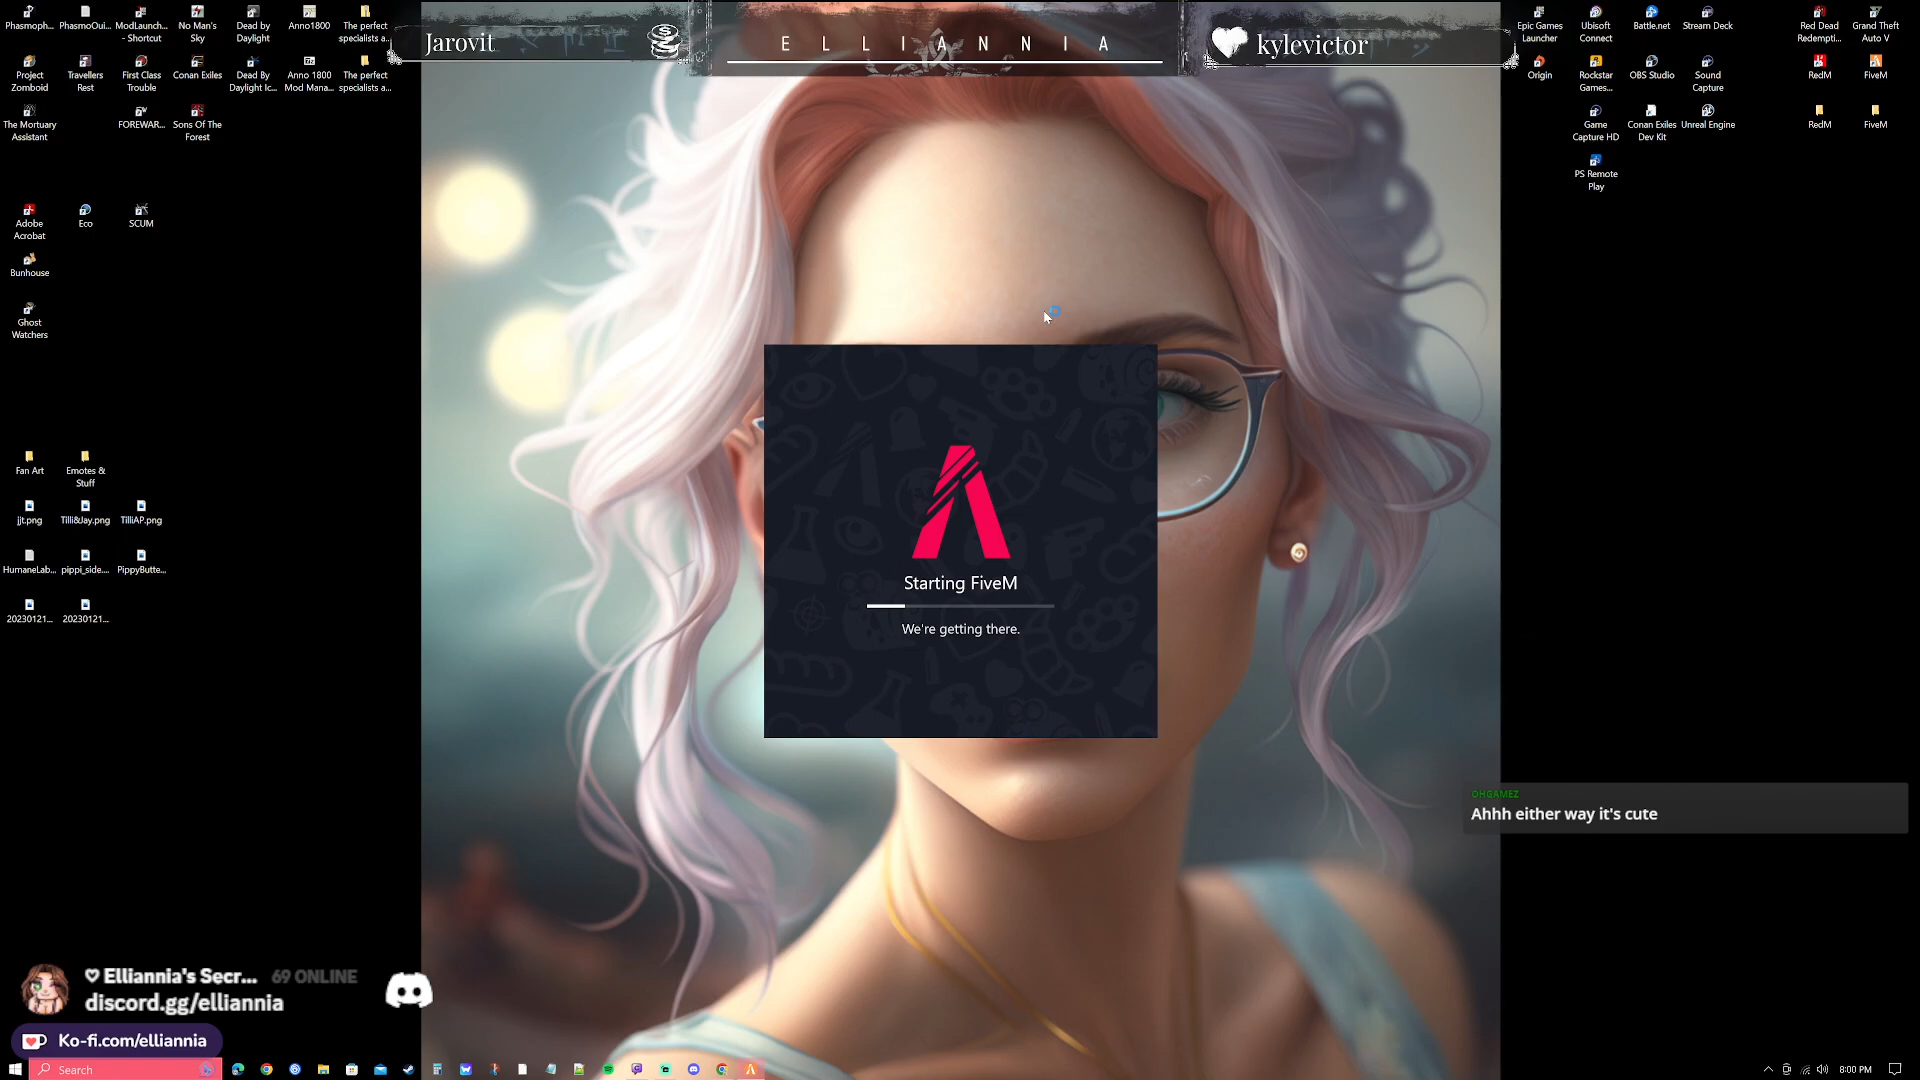 Jarovit
ELLIANNIA
kylevictor
Phasmoph...
PhasmoOui...
ModLaunch...
- Shortcut
No Man's
Sky
Dead by
Daylight
Anno1800
The perfect
specialists a...
Project
Zomboid
Travellers
Rest
First Class
Trouble
Conan Exiles
Dead By
Daylight Ic...
Anno 1800
Mod Mana...
The perfect
specialists a...
The Mortuary
Assistant
FOREWAR...
Sons Of The
Forest
Adobe
Acrobat
Eco
SCUM
Bunhouse
Ghost
Watchers
Fan Art
Emotes &
Stuff
jjt.png
Tilli&Jay.png
TilliAP.png
HumaneLab...
pippi_side....
PippyButte...
20230121...
20230121...
Epic Games
Launcher
Ubisoft
Connect
Battle.net
Stream Deck
Red Dead
Redempti...
Grand Theft
Auto V
Origin
Rockstar
Games...
OBS Studio
Sound
Capture
RedM
FiveM
Game
Capture HD
Conan Exiles
Dev Kit
Unreal Engine
RedM
FiveM
PS Remote
Play
Starting FiveM
We're getting there.
OHGAMEZ
Ahhh either way it's cute
♡ Elliannia's Secr... 69 ONLINE
discord.gg/elliannia
Ko-fi.com/elliannia
Search
8:00 PM